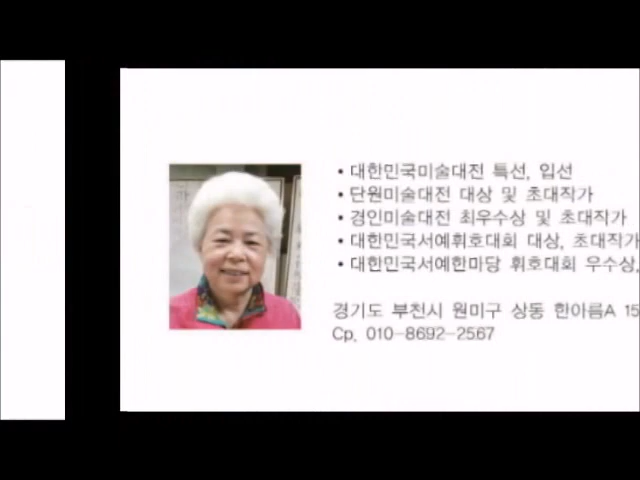 • 대한민국미술대전 특선, 입선
• 단원미술대전 대상 및 초대작가
• 경인미술대전 최우수상 및 초대작가
• 대한민국서예휘호대회 대상, 초대작가
• 대한민국서예한마당 휘호대회 우수상,
경기도 부천시 원미구 상동 한아름A 15
Cp. 010-8692-2567